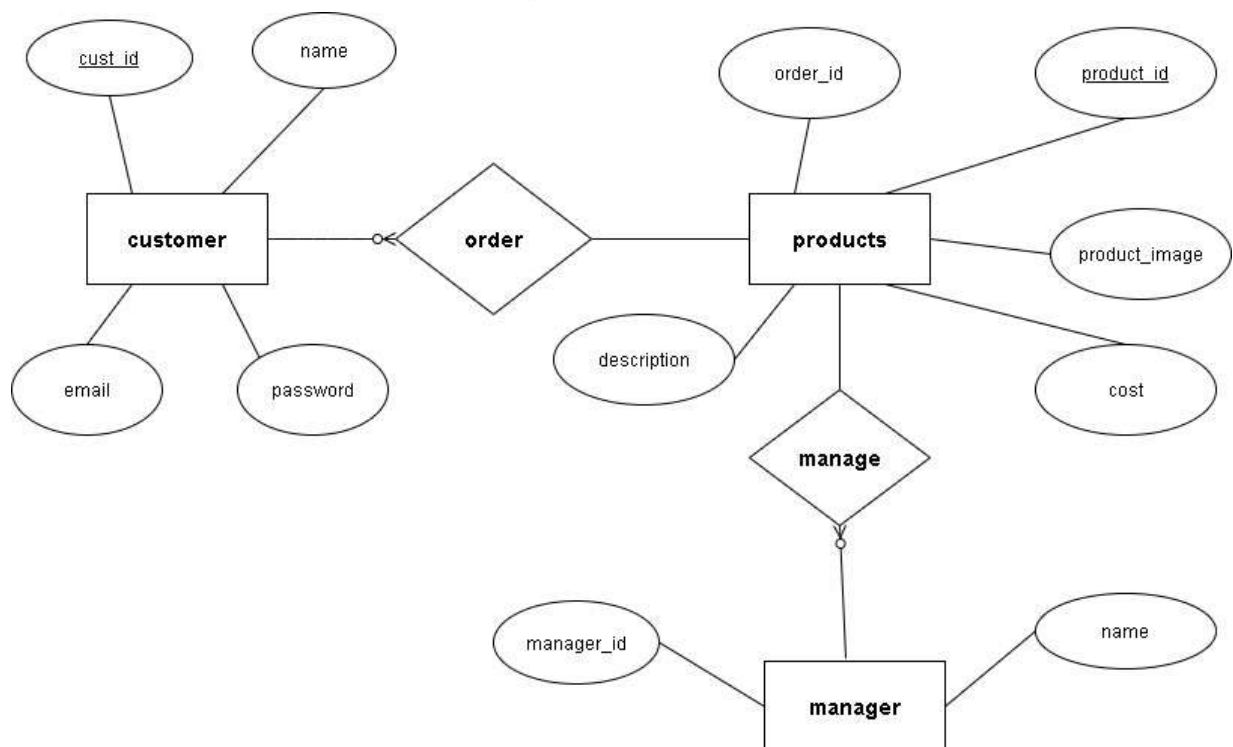 cust_id
name
order_id
product_id
customer
order
products
product_image
description
email
password
cost
manage
manager_id
name
manager